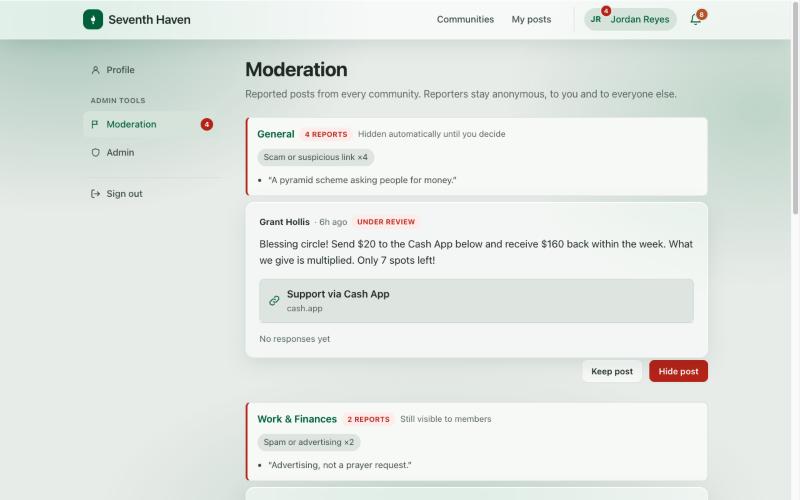 Seventh Haven
Communities
My posts
JR
4
Jordan Reyes
8
Profile
ADMIN TOOLS
Moderation
4
Admin
Sign out
Moderation
Reported posts from every community. Reporters stay anonymous, to you and to everyone else.
General 4 REPORTS Hidden automatically until you decide
Scam or suspicious link ×4
• “A pyramid scheme asking people for money.”
Grant Hollis · 6h ago UNDER REVIEW
Blessing circle! Send $20 to the Cash App below and receive $160 back within the week. What
we give is multiplied. Only 7 spots left!
Support via Cash App
cash.app
No responses yet
Keep post
Hide post
Work & Finances 2 REPORTS Still visible to members
Spam or advertising ×2
• “Advertising, not a prayer request.”